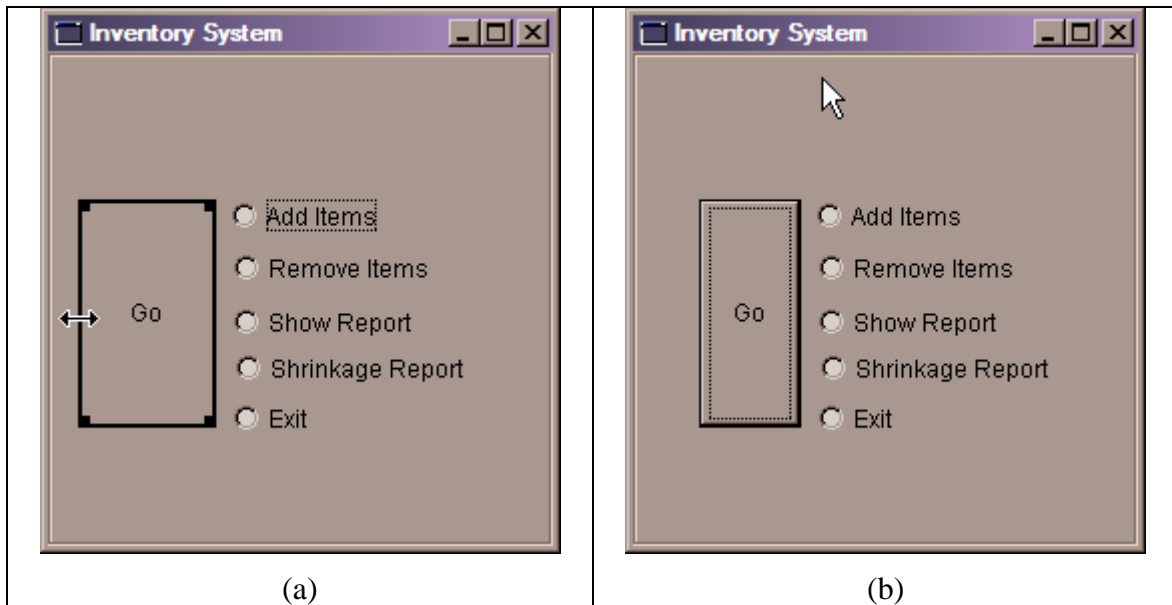 Inventory System
Add Items
Remove Items
Go
Show Report
Shrinkage Report
Exit
(a)
Inventory System
Add Items
Remove Items
Go
Show Report
Shrinkage Report
Exit
(b)